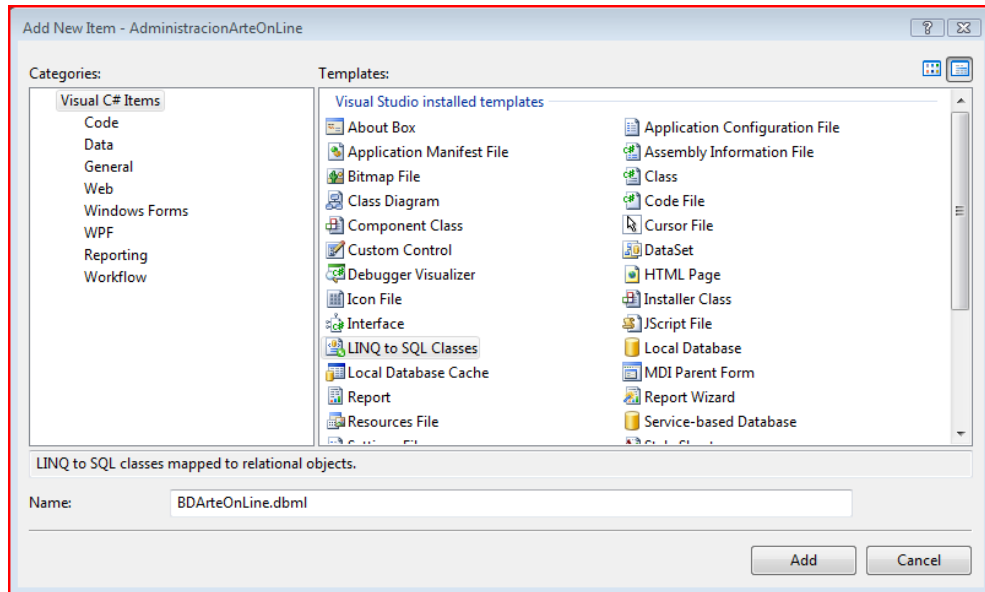 Add New Item - AdministracionArteOnLine
Categories:
Templates:
Visual C# Items
Code
Data
General
Web
Windows Forms
WPF
Reporting
Workflow
Visual Studio installed templates
About Box
Application Configuration File
Application Manifest File
Assembly Information File
Bitmap File
Class
Class Diagram
Code File
Component Class
Cursor File
Custom Control
DataSet
Debugger Visualizer
HTML Page
Icon File
Installer Class
Interface
JScript File
LINQ to SQL Classes
Local Database
Local Database Cache
MDI Parent Form
Report
Report Wizard
Resources File
Service-based Database
LINQ to SQL classes mapped to relational objects.
Name:
BDArteOnLine.dbml
Add
Cancel